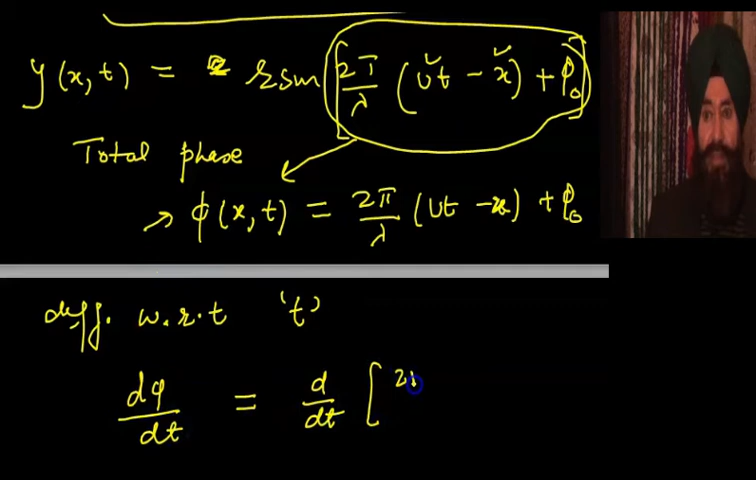 y(x,t) = r sin [2π/λ (vt - x) + φ₀]
Total phase
→ φ(x,t) = 2π/λ (vt - x) + φ₀
diff. w.r.t 't'
dφ/dt = d/dt [2